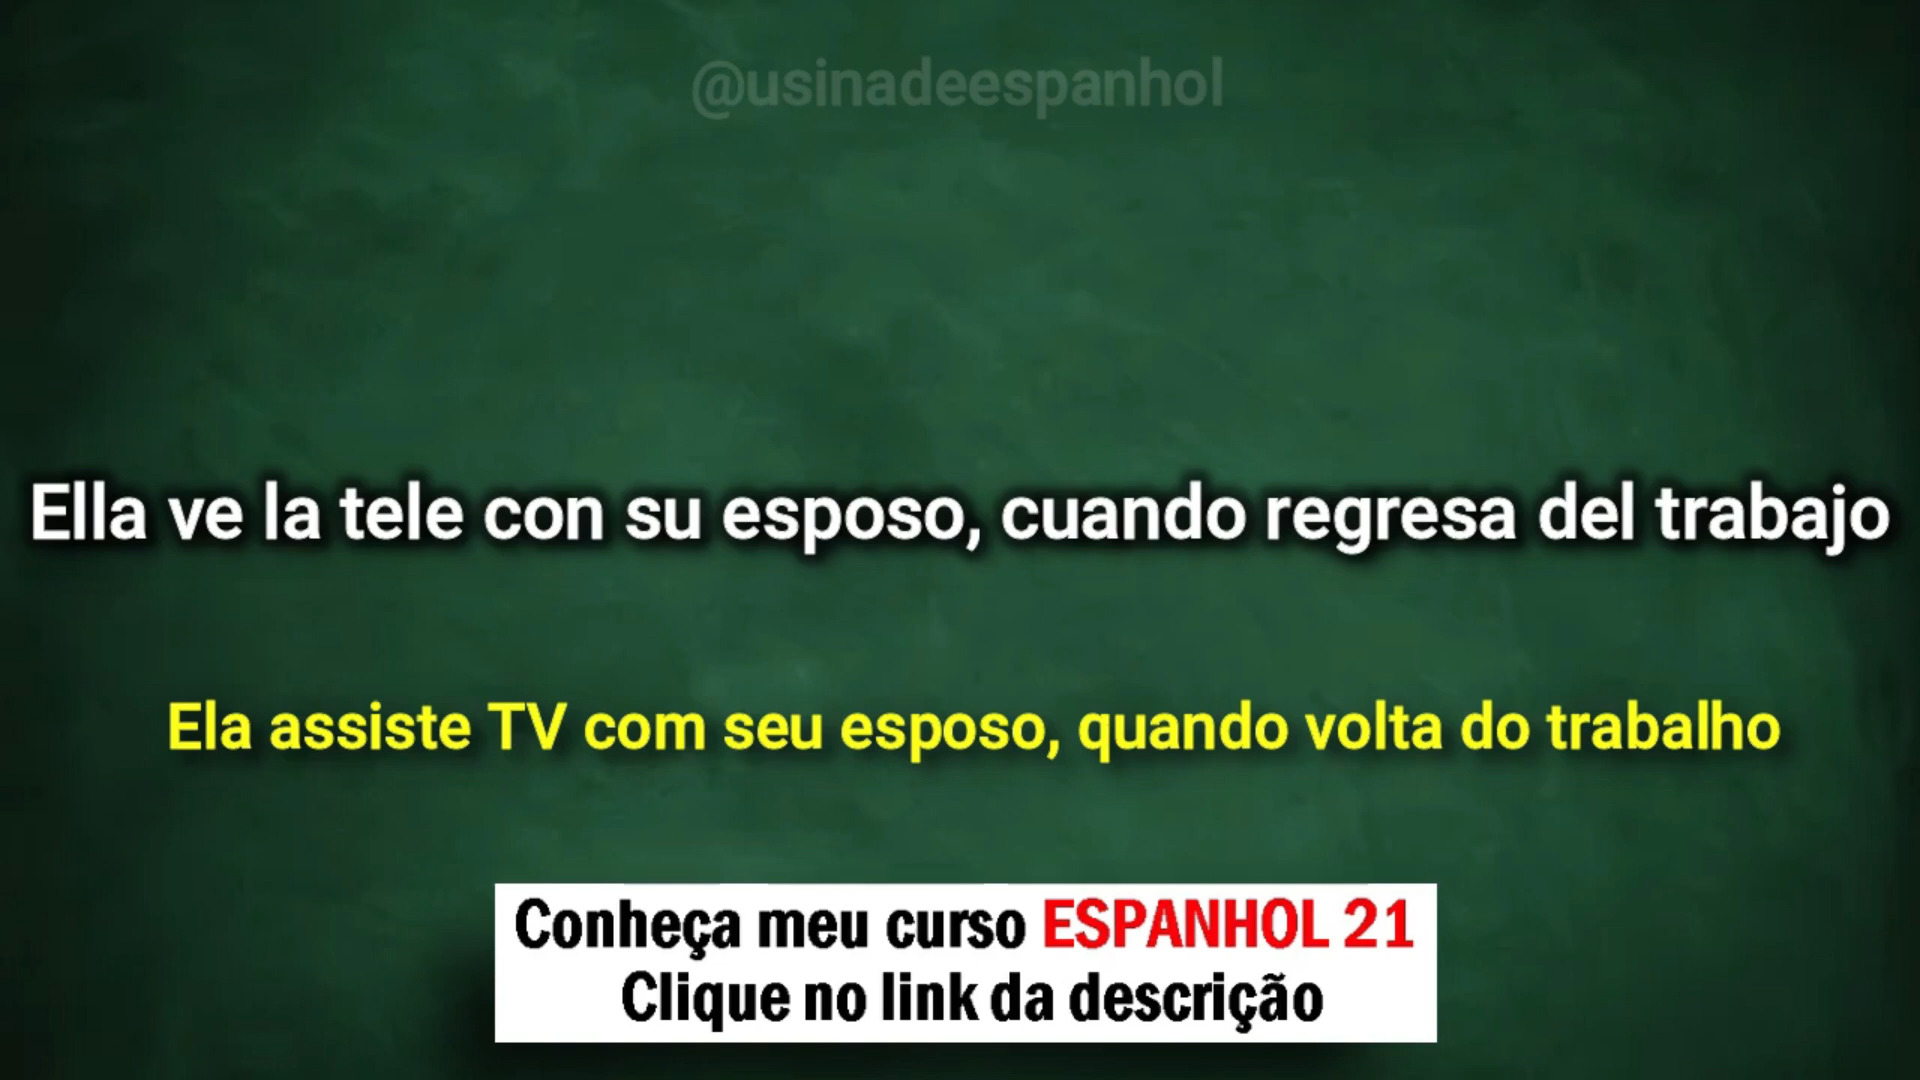 @usinadeespanhol
Ella ve la tele con su esposo, cuando regresa del trabajo
Ela assiste TV com seu esposo, quando volta do trabalho
Conheça meu curso ESPANHOL 21
Clique no link da descrição